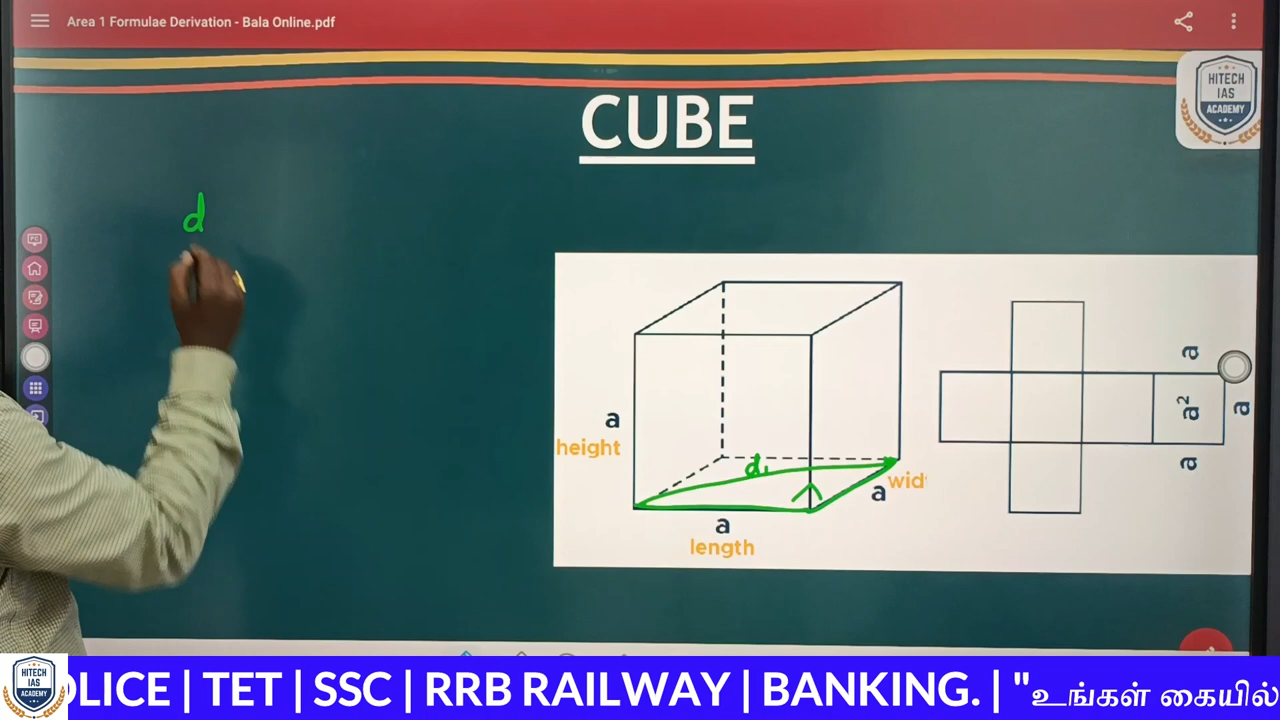 Area 1 Formulae Derivation - Bala Online.pdf
HITECH
IAS
ACADEMY
CUBE
d
a
height
d₁
a
wid
a
length
a
a²
a
a
HITECH
IAS
ACADEMY
OLICE | TET | SSC | RRB RAILWAY | BANKING. | "உங்கள் கையில்